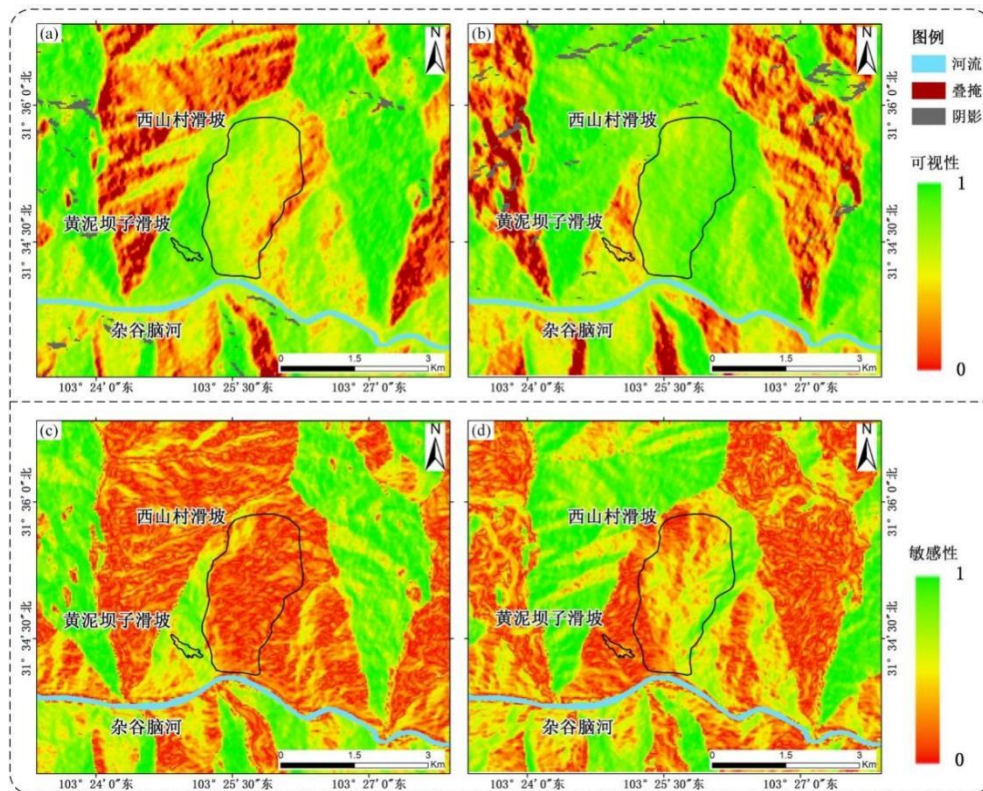 (a)
N
西山村滑坡
黄泥坝子滑坡
杂谷脑河
31° 36′ 0″北
31° 34′ 30″北
0 1.5 3
Km
103° 24′ 0″东 103° 25′ 30″东 103° 27′ 0″东
(b)
N
西山村滑坡
黄泥坝子滑坡
杂谷脑河
31° 36′ 0″北
31° 34′ 30″北
0 1.5 3
Km
103° 24′ 0″东 103° 25′ 30″东 103° 27′ 0″东
图例
河流
叠掩
阴影
可视性
1
0
(c)
N
西山村滑坡
黄泥坝子滑坡
杂谷脑河
31° 36′ 0″北
31° 34′ 30″北
0 1.5 3
Km
103° 24′ 0″东 103° 25′ 30″东 103° 27′ 0″东
(d)
N
西山村滑坡
黄泥坝子滑坡
杂谷脑河
31° 36′ 0″北
31° 34′ 30″北
0 1.5 3
Km
103° 24′ 0″东 103° 25′ 30″东 103° 27′ 0″东
敏感性
1
0